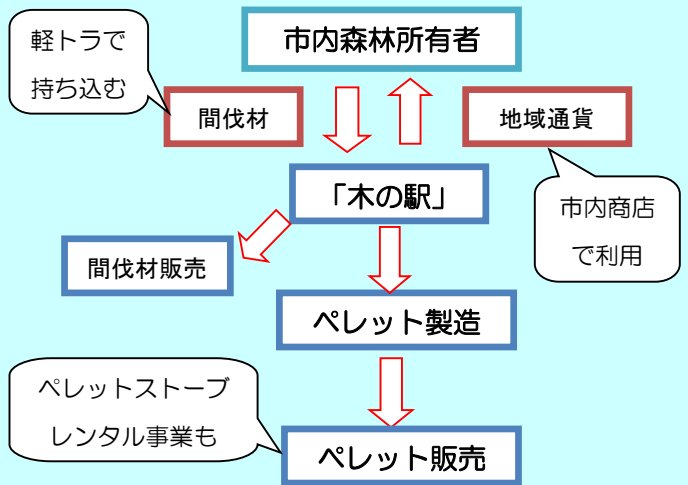 市内森林所有者
軽トラで
持ち込む
間伐材
地域通貨
「木の駅」
市内商店
で利用
間伐材販売
ペレット製造
ペレットストーブ
レンタル事業も
ペレット販売